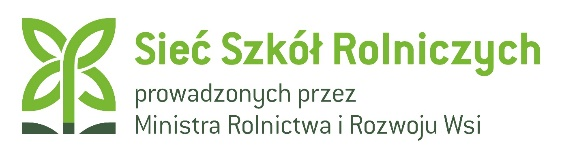 Sieć Szkół Rolniczych
prowadzonych przez
Ministra Rolnictwa i Rozwoju Wsi